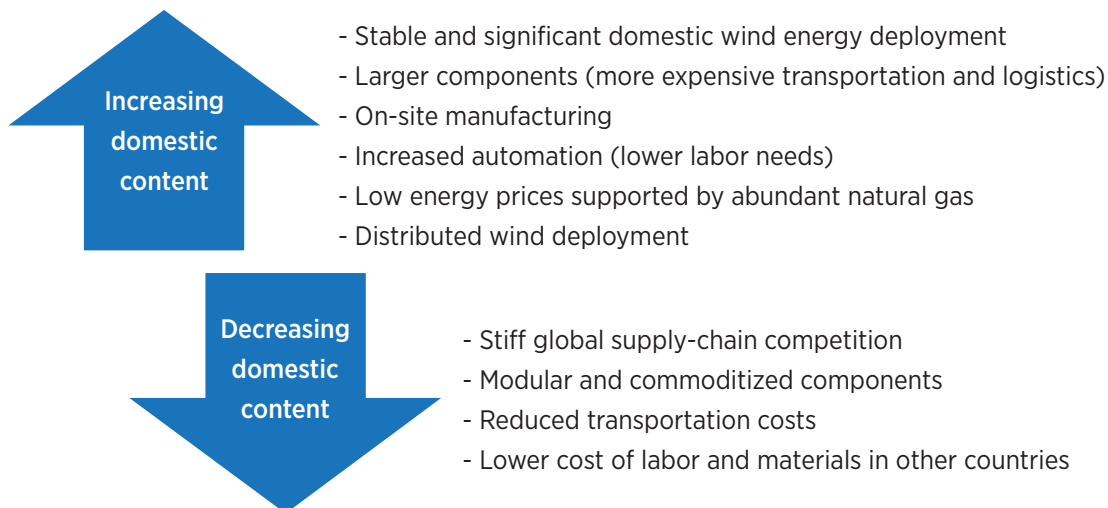 Increasing
domestic
content
- Stable and significant domestic wind energy deployment
- Larger components (more expensive transportation and logistics)
- On-site manufacturing
- Increased automation (lower labor needs)
- Low energy prices supported by abundant natural gas
- Distributed wind deployment
Decreasing
domestic
content
- Stiff global supply-chain competition
- Modular and commoditized components
- Reduced transportation costs
- Lower cost of labor and materials in other countries